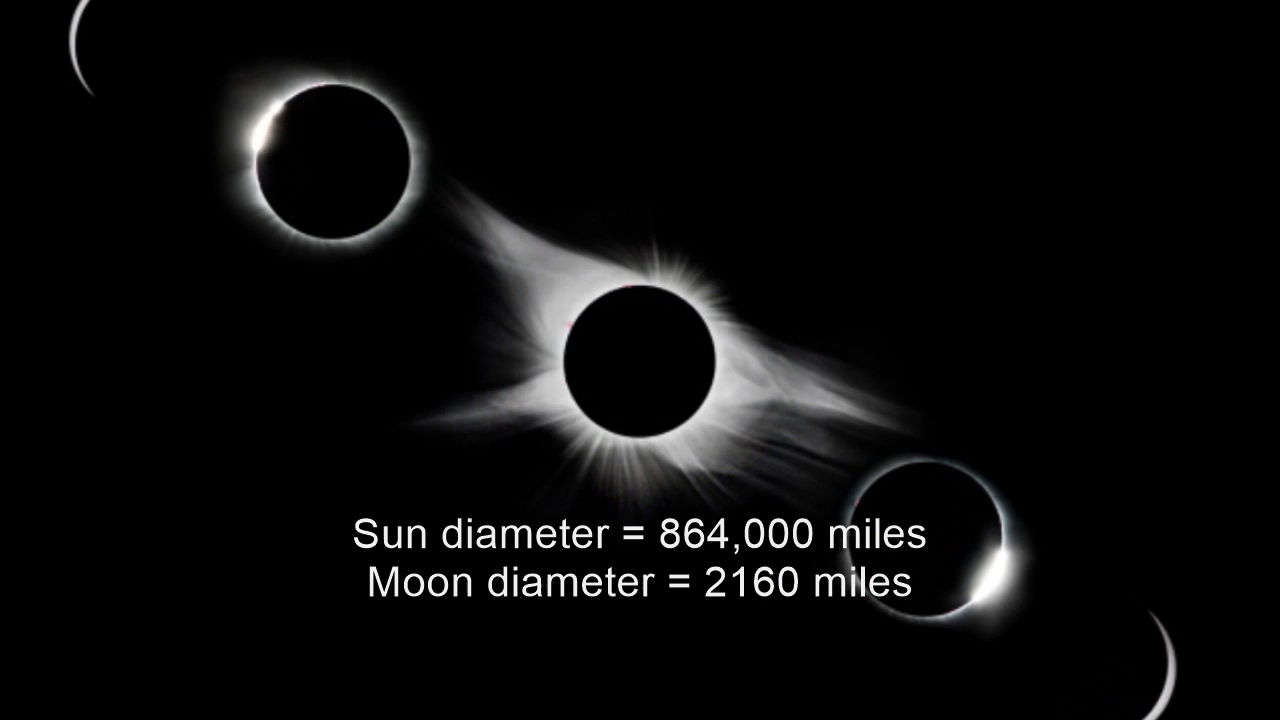 Sun diameter = 864,000 miles
Moon diameter = 2160 miles